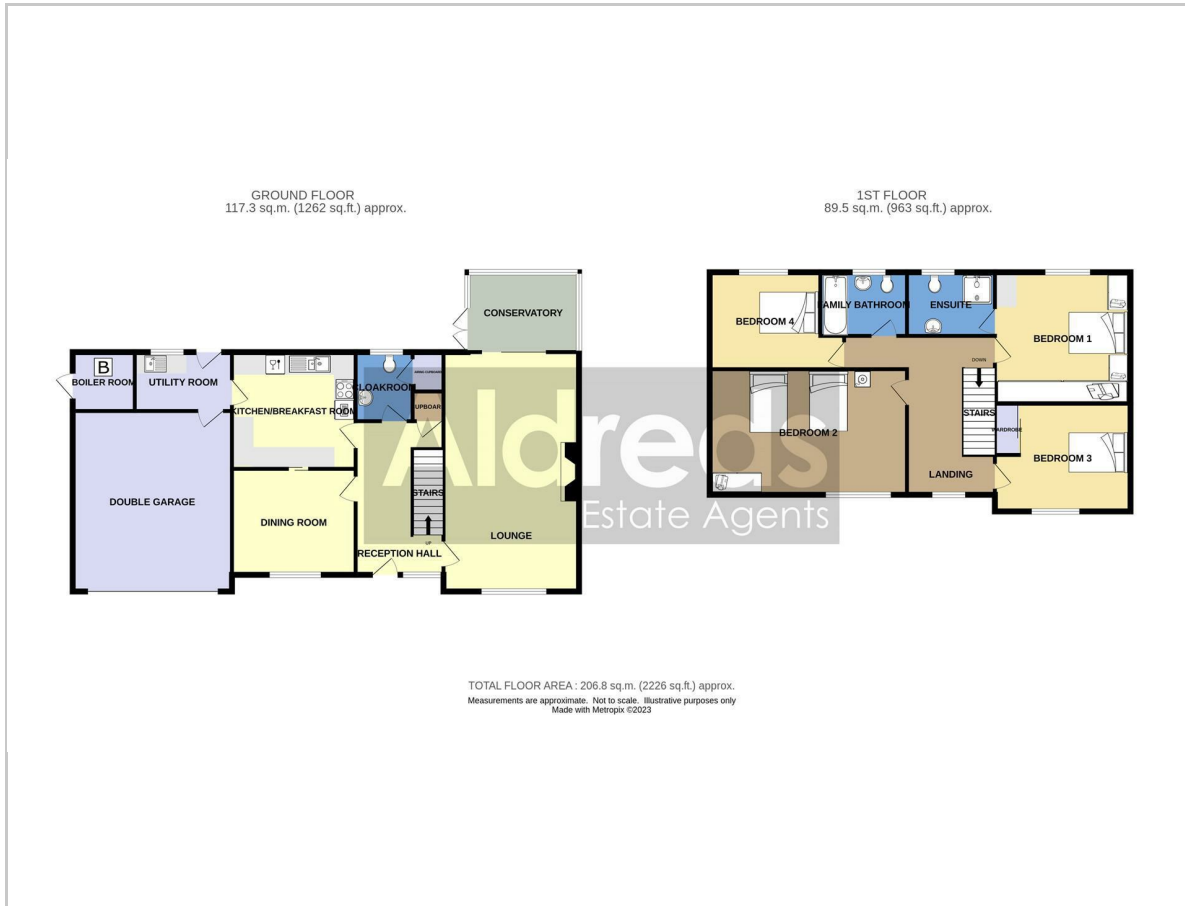 GROUND FLOOR
117.3 sq.m. (1262 sq.ft.) approx.
1ST FLOOR
89.5 sq.m. (963 sq.ft.) approx.
CONSERVATORY
B
BOILER ROOM
UTILITY ROOM
CLOAKROOM
KITCHEN/BREAKFAST ROOM
UPBOAR
DOUBLE GARAGE
DINING ROOM
STAIRS
UP
LOUNGE
RECEPTION HALL
BEDROOM 4
FAMILY BATHROOM
ENSUITE
BEDROOM 1
DOWN
STAIRS
WARDROBE
BEDROOM 2
BEDROOM 3
LANDING
Aldreds
Estate Agents
TOTAL FLOOR AREA : 206.8 sq.m. (2226 sq.ft.) approx.
Measurements are approximate. Not to scale. Illustrative purposes only
Made with Metropix ©2023